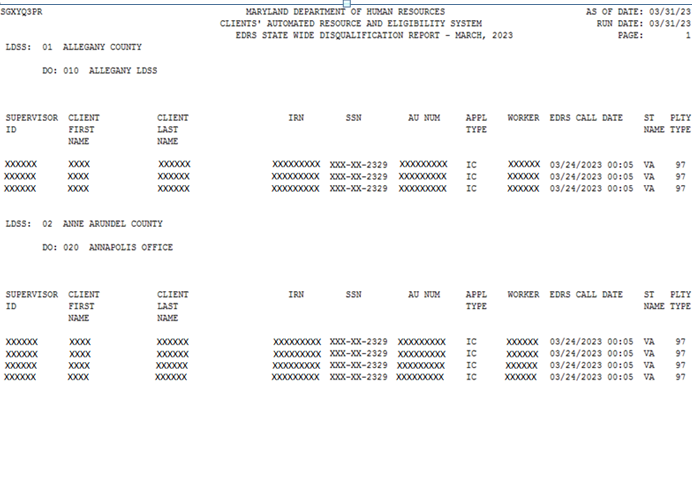 SGXYQ3PR MARYLAND DEPARTMENT OF HUMAN RESOURCES AS OF DATE: 03/31/23
CLIENTS' AUTOMATED RESOURCE AND ELIGIBILITY SYSTEM RUN DATE: 03/31/23
EDRS STATE WIDE DISQUALIFICATION REPORT - MARCH, 2023 PAGE: 1
LDSS: 01 ALLEGANY COUNTY
DO: 010 ALLEGANY LDSS
SUPERVISOR CLIENT CLIENT IRN SSN AU NUM APPL WORKER EDRS CALL DATE ST PLTY
ID FIRST LAST TYPE NAME TYPE
NAME NAME
XXXXXX XXXX XXXXXX XXXXXXXXX XXX-XX-2329 XXXXXXXXX IC XXXXXX 03/24/2023 00:05 VA 97
XXXXXX XXXX XXXXXX XXXXXXXXX XXX-XX-2329 XXXXXXXXX IC XXXXXX 03/24/2023 00:05 VA 97
XXXXXX XXXX XXXXXX XXXXXXXXX XXX-XX-2329 XXXXXXXXX IC XXXXXX 03/24/2023 00:05 VA 97
LDSS: 02 ANNE ARUNDEL COUNTY
DO: 020 ANNAPOLIS OFFICE
SUPERVISOR CLIENT CLIENT IRN SSN AU NUM APPL WORKER EDRS CALL DATE ST PLTY
ID FIRST LAST TYPE NAME TYPE
NAME NAME
XXXXXX XXXX XXXXXX XXXXXXXXX XXX-XX-2329 XXXXXXXXX IC XXXXXX 03/24/2023 00:05 VA 97
XXXXXX XXXX XXXXXX XXXXXXXXX XXX-XX-2329 XXXXXXXXX IC XXXXXX 03/24/2023 00:05 VA 97
XXXXXX XXXX XXXXXX XXXXXXXXX XXX-XX-2329 XXXXXXXXX IC XXXXXX 03/24/2023 00:05 VA 97
XXXXXX XXXX XXXXXX XXXXXXXXX XXX-XX-2329 XXXXXXXXX IC XXXXXX 03/24/2023 00:05 VA 97